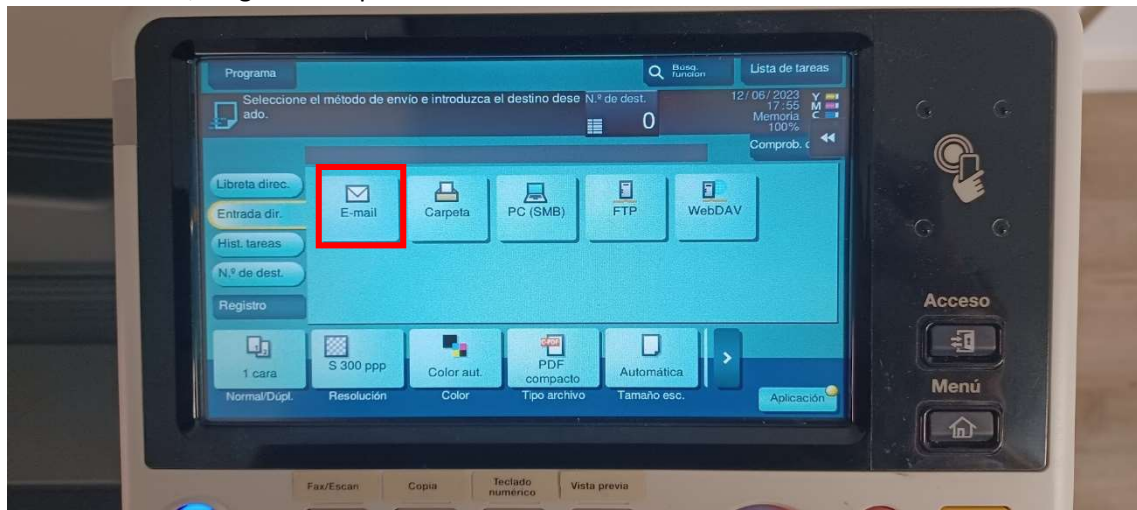 Programa
Búsq.
función
Lista de tareas
Seleccione el método de envío e introduzca el destino dese
ado.
N.º de dest.
0
12/06/2023
17:55
Memoria
100%
Y
M
C
Comprob.
Libreta direc.
Entrada dir.
Hist. tareas
N.º de dest.
Registro
E-mail
Carpeta
PC (SMB)
FTP
WebDAV
1 cara
S 300 ppp
Color aut.
PDF
compacto
Automática
Normal/Dúpl.
Resolución
Color
Tipo archivo
Tamaño esc.
Aplicación
Acceso
Menú
Fax/Escan
Copia
Teclado
numérico
Vista previa